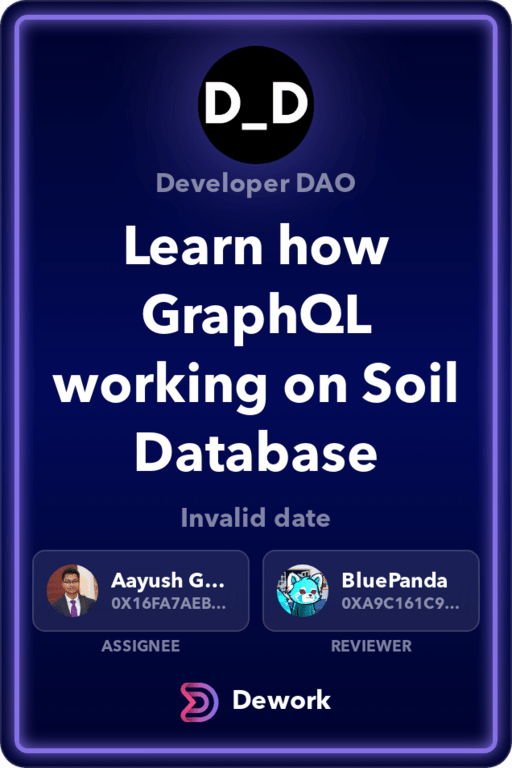 D_D
Developer DAO
Learn how
GraphQL
working on Soil
Database
Invalid date
Aayush G...
0X16FA7AEB...
ASSIGNEE
BluePanda
0XA9C161C9...
REVIEWER
Dework